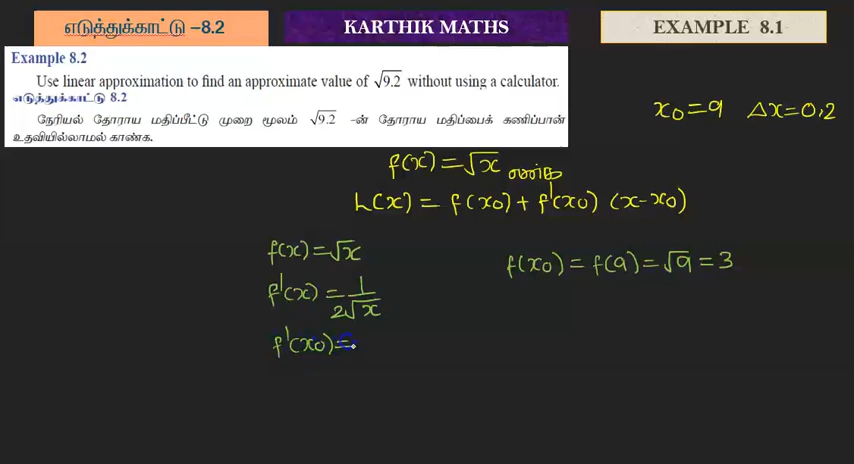 எடுத்துக்காட்டு –8.2
KARTHIK MATHS
EXAMPLE 8.1
Example 8.2
Use linear approximation to find an approximate value of √9.2 without using a calculator.
எடுத்துக்காட்டு 8.2
நேரியல் தோராய மதிப்பீட்டு முறை மூலம் √9.2 -ன் தோராய மதிப்பைக் கணிப்பான்
உதவியில்லாமல் காண்க.
x0 = 9 Δx = 0.2
f(x) = √x என்க
L(x) = f(x0) + f'(x0) (x-x0)
f(x) = √x
f(x0) = f(9) = √9 = 3
f'(x) = 1/2√x
f'(x0) =